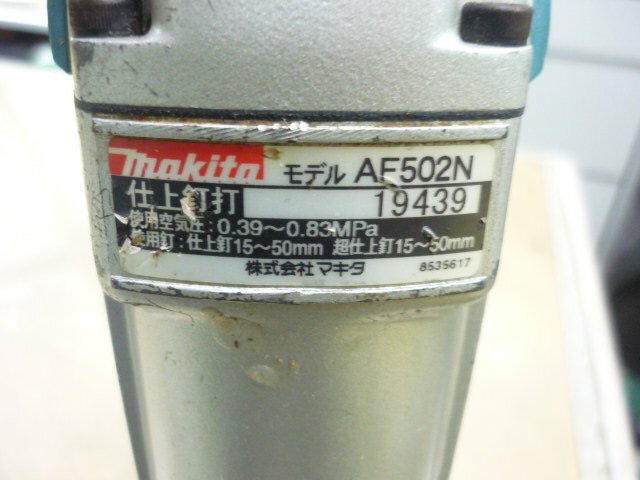 makita モデル AF502N
仕上釘打 19439
使用空気圧:0.39~0.83MPa
使用釘:仕上釘15~50mm 超仕上釘15~50mm
株式会社 マキタ 8535617